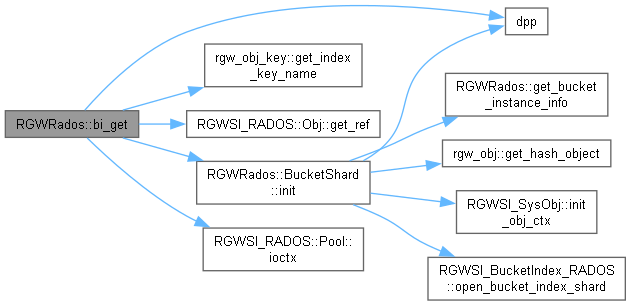 dpp
rgw_obj_key::get_index
_key_name
RGWRados::get_bucket
_instance_info
RGWRados::bi_get
RGWSI_RADOS::Obj::get_ref
rgw_obj::get_hash_object
RGWRados::BucketShard
::init
RGWSI_SysObj::init
_obj_ctx
RGWSI_RADOS::Pool::
ioctx
RGWSI_BucketIndex_RADOS
::open_bucket_index_shard